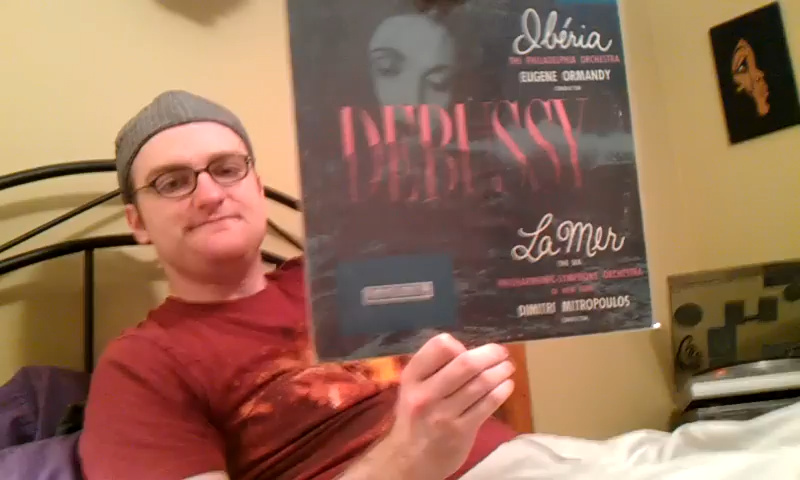 Ibéria
THE PHILADELPHIA ORCHESTRA
EUGENE ORMANDY
CONDUCTOR
DEBUSSY
La Mer
THE SEA
PHILHARMONIC-SYMPHONY ORCHESTRA
OF NEW YORK
DIMITRI MITROPOULOS
CONDUCTOR